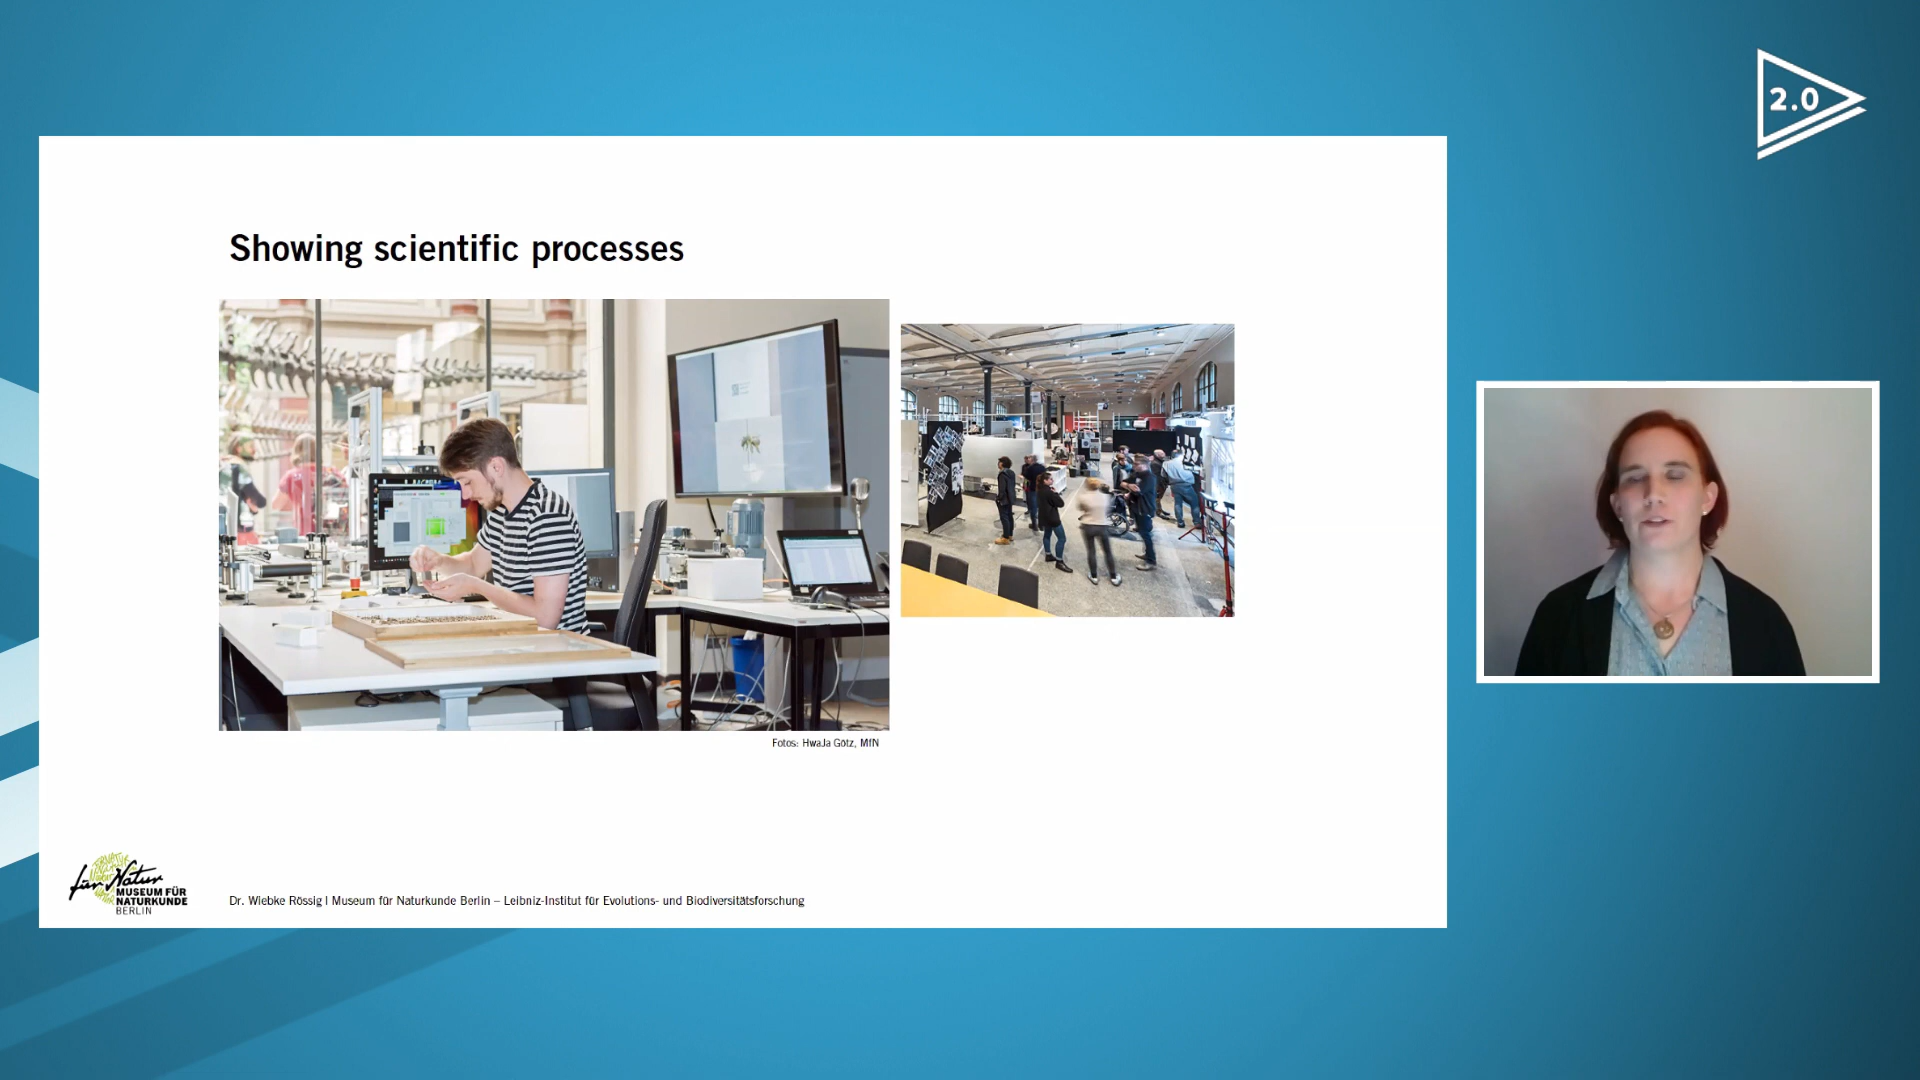 2.0
Showing scientific processes
Fotos: HwaJa Götz, MfN
für Natur
MUSEUM FÜR
NATURKUNDE
BERLIN
Dr. Wiebke Rössig | Museum für Naturkunde Berlin – Leibniz-Institut für Evolutions- und Biodiversitätsforschung